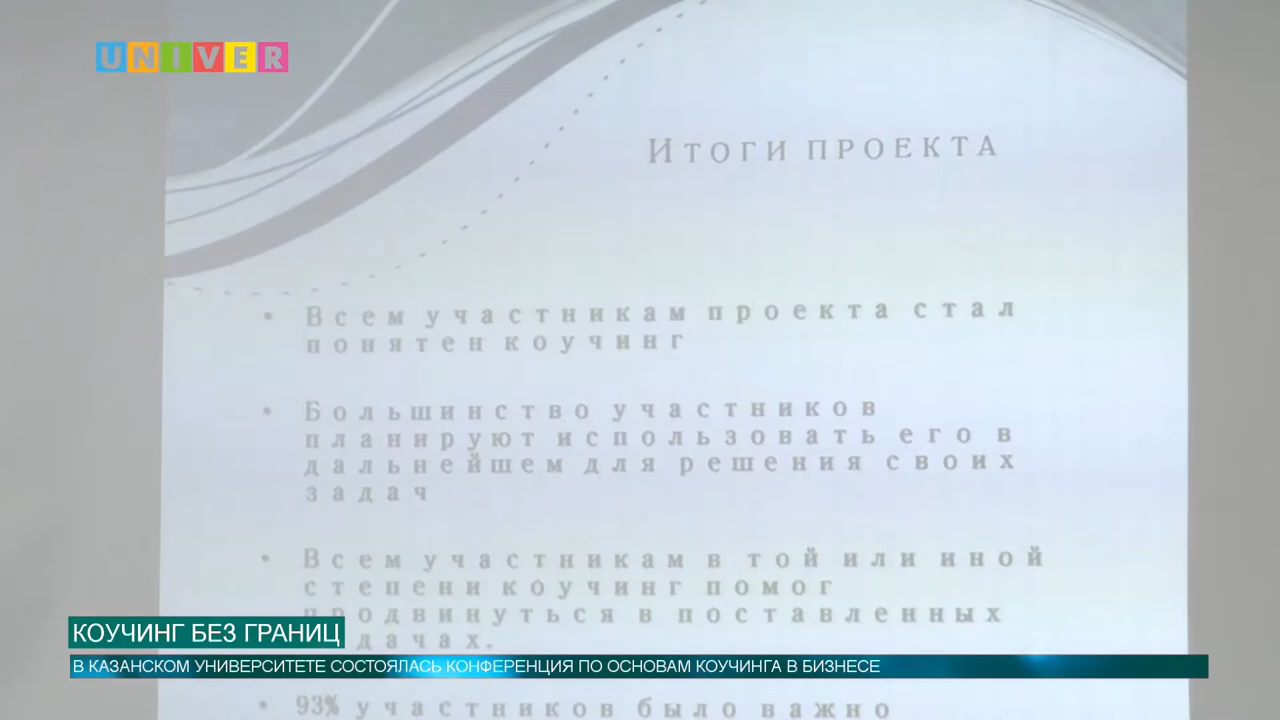 UNIVER
ИТОГИ ПРОЕКТА
• Всем участникам проекта стал
понятен коучинг
• Большинство участников
планируют использовать его в
дальнейшем для решения своих
задач
• Всем участникам в той или иной
степени коучинг помог
продвинуться в поставленных
дачах.
КОУЧИНГ БЕЗ ГРАНИЦ
В КАЗАНСКОМ УНИВЕРСИТЕТЕ СОСТОЯЛАСЬ КОНФЕРЕНЦИЯ ПО ОСНОВАМ КОУЧИНГА В БИЗНЕСЕ
• 93% участников было важно